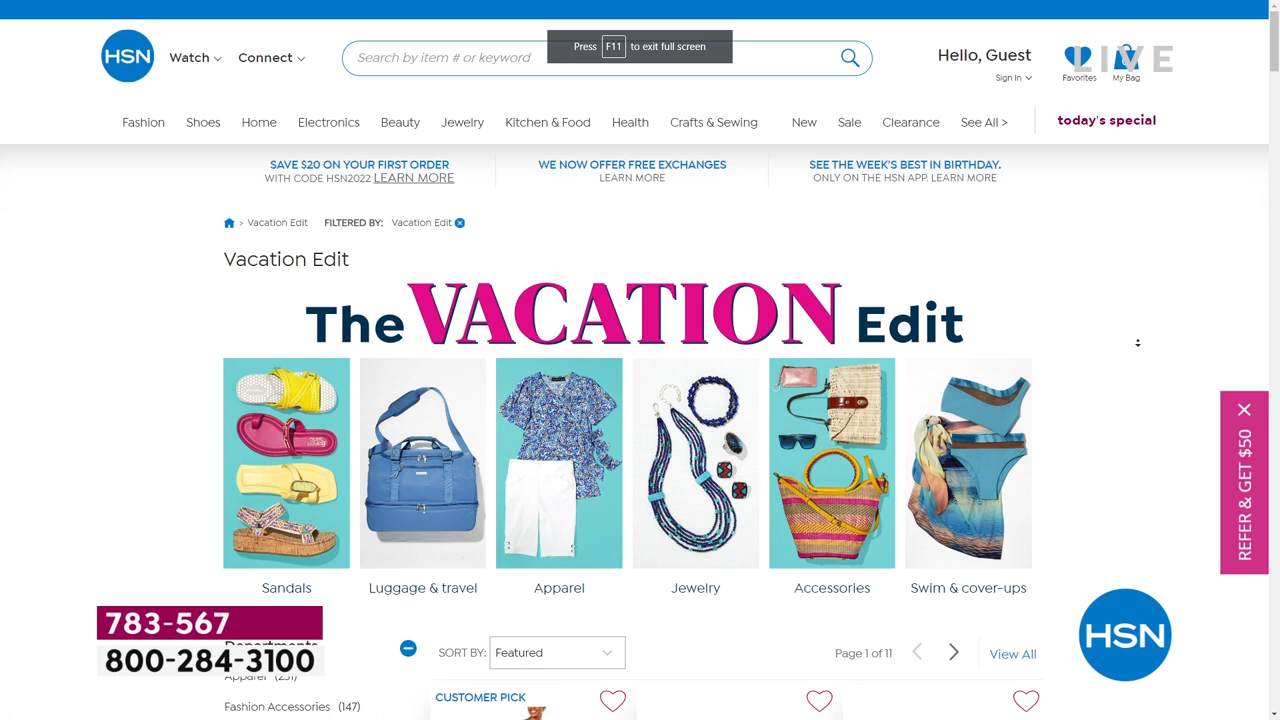 HSN
Watch
Connect
Search by item # or keyword
Press F11 to exit full screen
Hello, Guest
Sign In
Favorites
My Bag
LIVE
Fashion
Shoes
Home
Electronics
Beauty
Jewelry
Kitchen & Food
Health
Crafts & Sewing
New
Sale
Clearance
See All >
today's special
SAVE $20 ON YOUR FIRST ORDER
WITH CODE HSN2022 LEARN MORE
WE NOW OFFER FREE EXCHANGES
LEARN MORE
SEE THE WEEK'S BEST IN BIRTHDAY.
ONLY ON THE HSN APP. LEARN MORE
> Vacation Edit FILTERED BY: Vacation Edit
Vacation Edit
The VACATION Edit
Sandals
Luggage & travel
Apparel
Jewelry
Accessories
Swim & cover-ups
REFER & GET $50
783-567
Departments
800-284-3100
Apparel (251)
Fashion Accessories (147)
SORT BY: Featured
Page 1 of 11
View All
HSN
CUSTOMER PICK